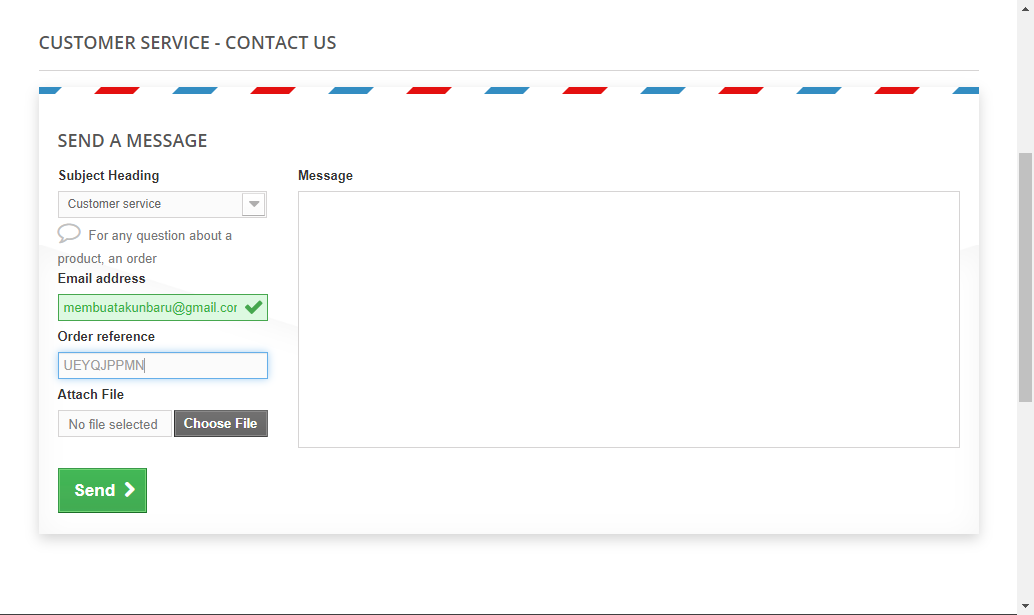 CUSTOMER SERVICE - CONTACT US
SEND A MESSAGE
Subject Heading
Customer service
For any question about a
product, an order
Email address
membuatakunbaru@gmail.cor
Order reference
UEYQJPPMN
Attach File
No file selected
Choose File
Send
Message